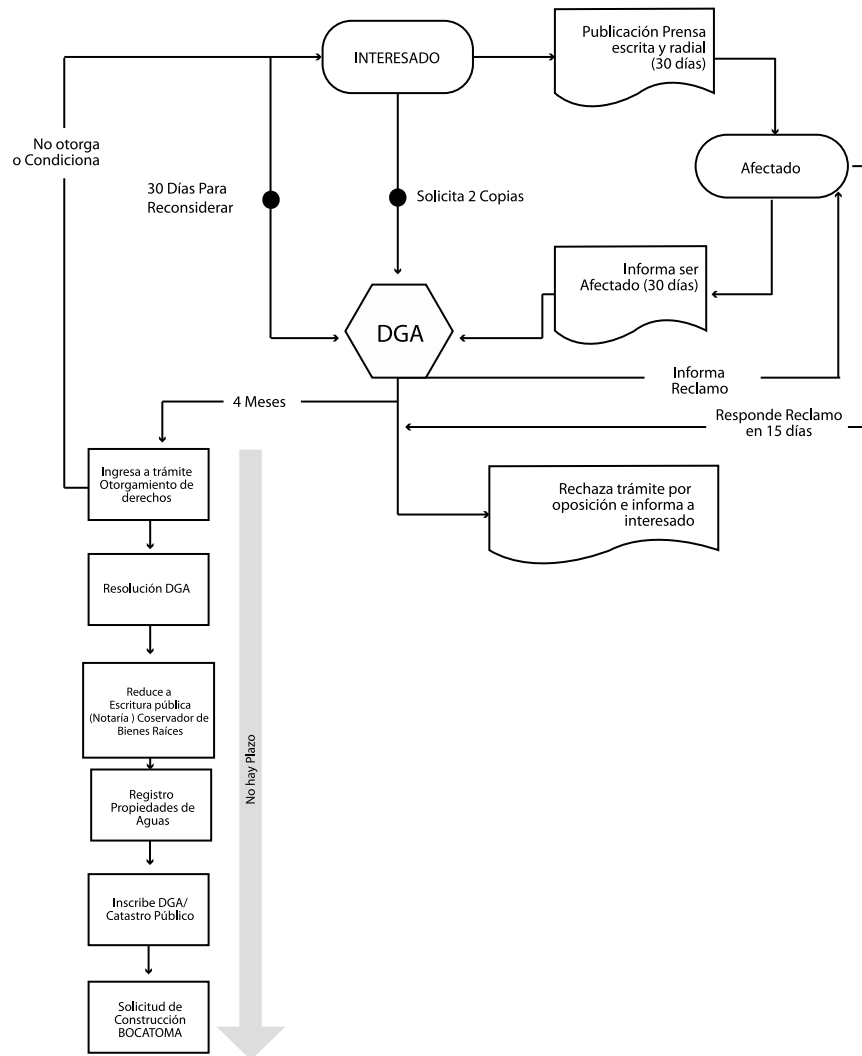 INTERESADO
Publicación Prensa
escrita y radial
(30 días)
No otorga
o Condiciona
Afectado
30 Días Para
Reconsiderar
Solicita 2 Copias
Informa ser
Afectado (30 días)
DGA
Informa
Reclamo
4 Meses
Responde Reclamo
en 15 días
Ingresa a trámite
Otorgamiento de
derechos
Rechaza trámite por
oposición e informa a
interesado
Resolución DGA
Reduce a
Escritura pública
(Notaría ) Coservador de
Bienes Raíces
No hay Plazo
Registro
Propiedades de
Aguas
Inscribe DGA/
Catastro Público
Solicitud de
Construcción
BOCATOMA